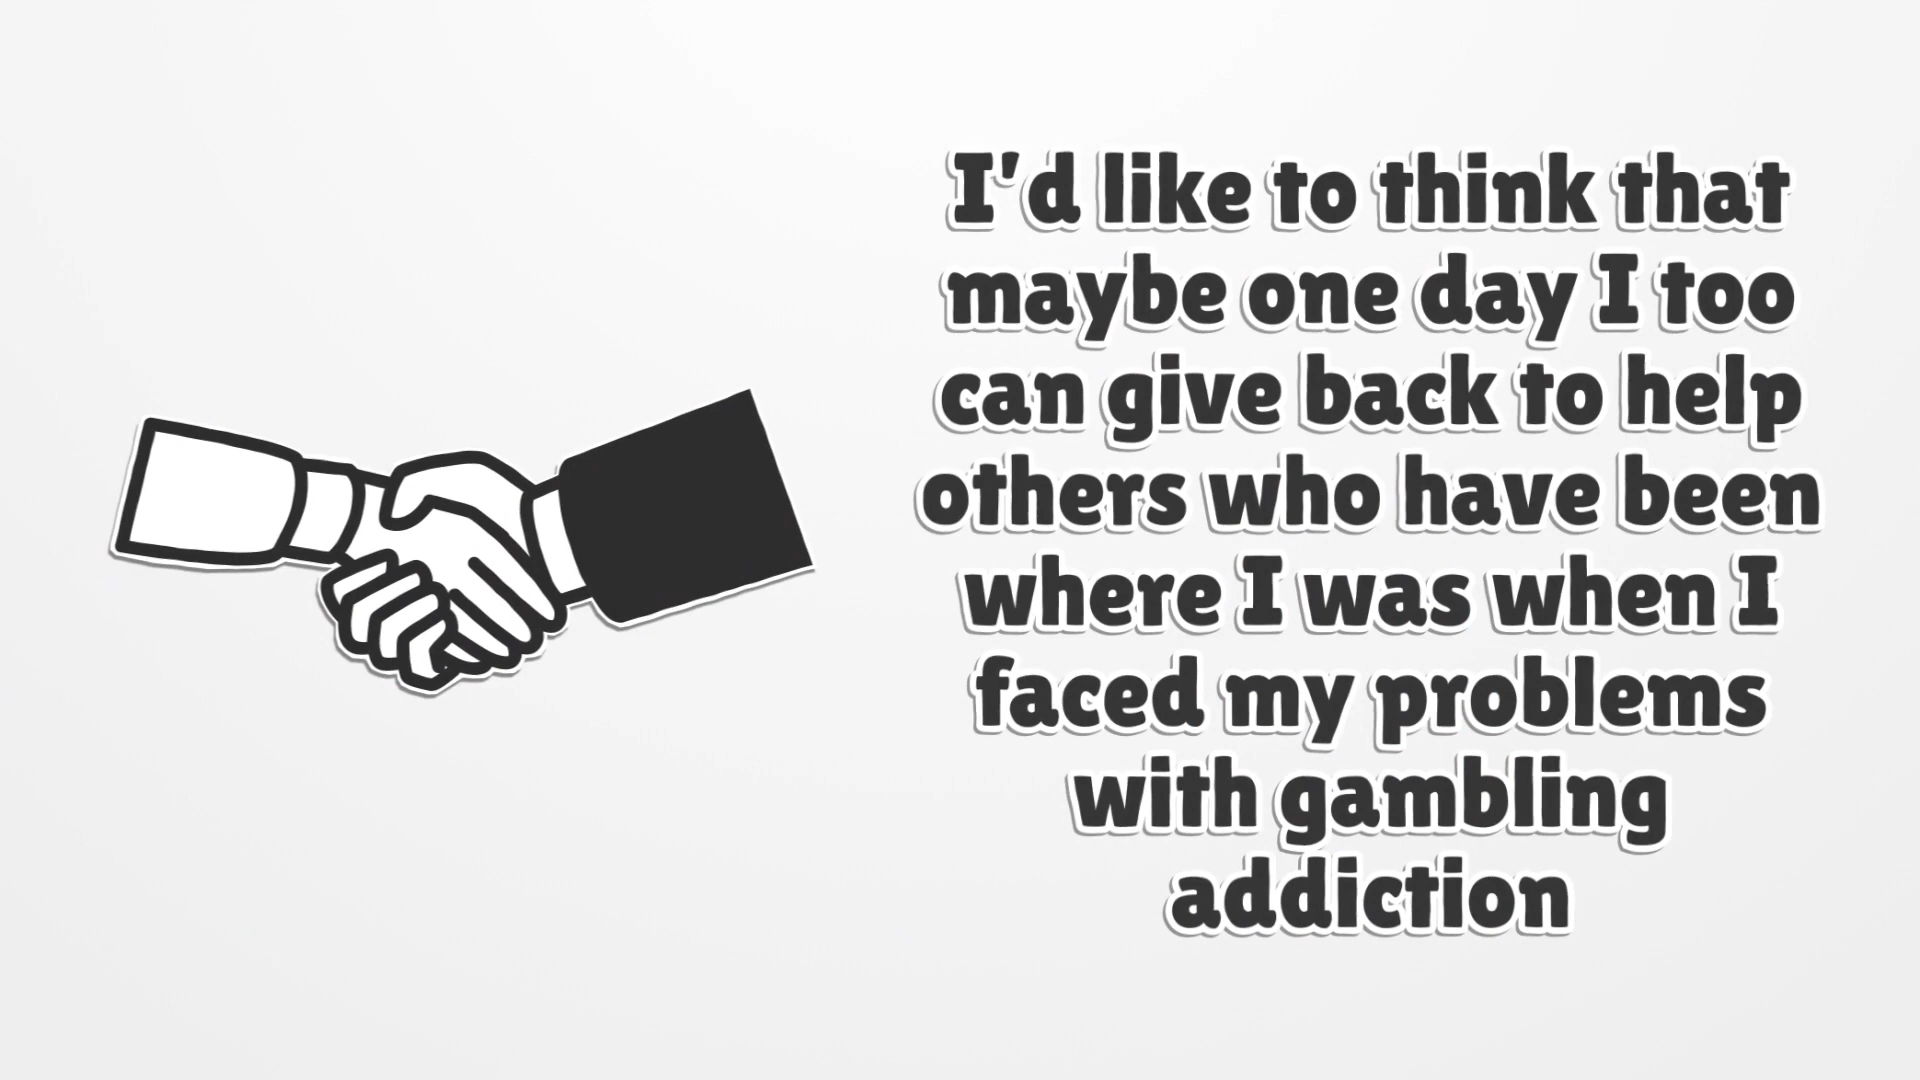 I'd like to think that
maybe one day I too
can give back to help
others who have been
where I was when I
faced my problems
with gambling
addiction